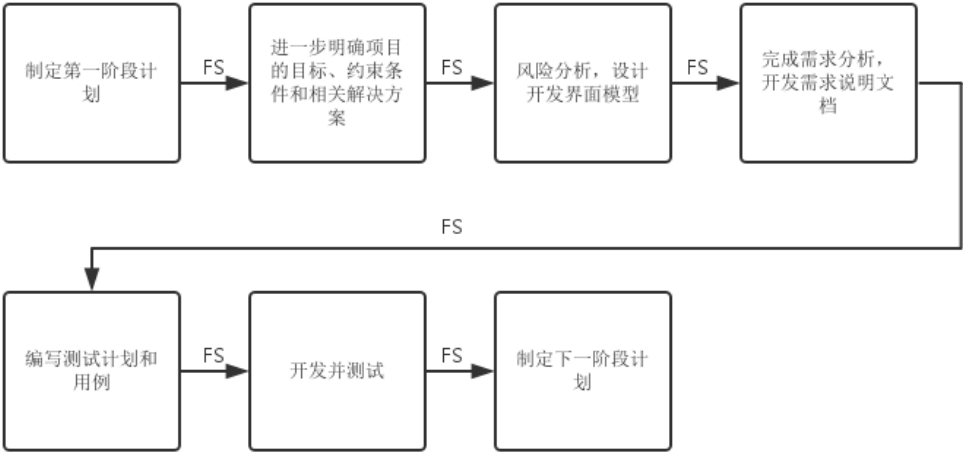 制定第一阶段计
划
FS
进一步明确项目
的目标、约束条
件和相关解决方
案
FS
风险分析，设计
开发界面模型
FS
完成需求分析，
开发需求说明文
档
FS
编写测试计划和
用例
FS
开发并测试
FS
制定下一阶段计
划